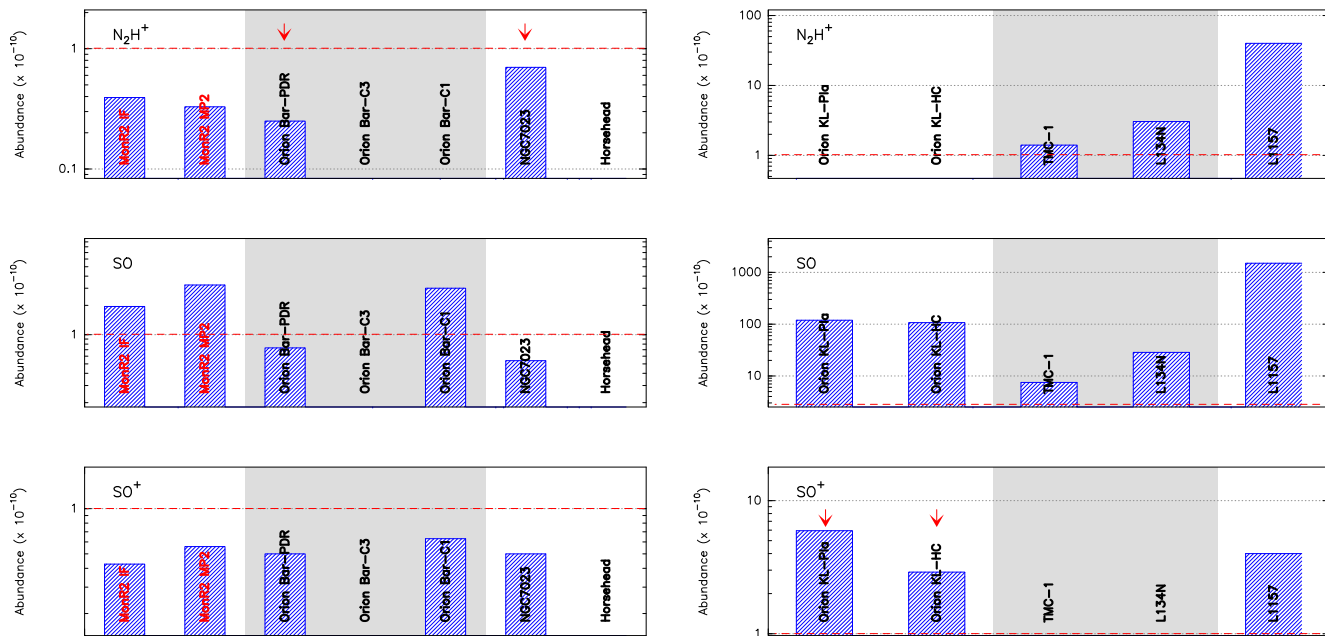 N2H+
Abundance (x 10−10)
1
0.1
MonR2 IF
MonR2 MP2
Orion Bar−PDR
Orion Bar−C3
Orion Bar−C1
NGC7023
Horsehead
N2H+
Abundance (x 10−10)
100
10
1
Orion KL−Pla
Orion KL−HC
TMC−1
L134N
L1157
SO
Abundance (x 10−10)
1
MonR2 IF
MonR2 MP2
Orion Bar−PDR
Orion Bar−C3
Orion Bar−C1
NGC7023
Horsehead
SO
Abundance (x 10−10)
1000
100
10
Orion KL−Pla
Orion KL−HC
TMC−1
L134N
L1157
SO+
Abundance (x 10−10)
1
MonR2 IF
MonR2 MP2
Orion Bar−PDR
Orion Bar−C3
Orion Bar−C1
NGC7023
Horsehead
SO+
Abundance (x 10−10)
10
1
Orion KL−Pla
Orion KL−HC
TMC−1
L134N
L1157